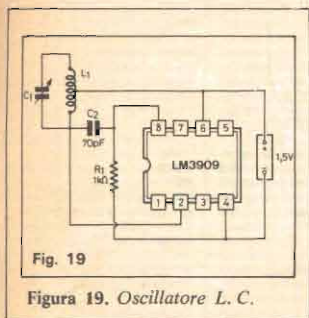 L1
C1
C2
70pF
R1
1kΩ
8 7 6 5
LM3909
1 2 3 4
1,5V
Fig. 19
Figura 19. Oscillatore L. C.